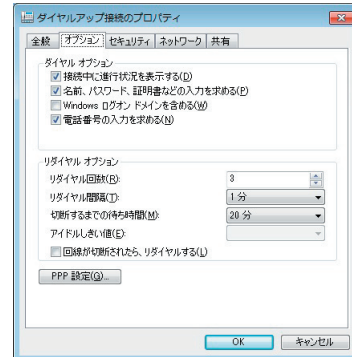 ダイヤルアップ接続のプロパティ
全般 オプション セキュリティ ネットワーク 共有
ダイヤル オプション
接続中に進行状況を表示する(D)
名前、パスワード、証明書などの入力を求める(P)
Windows ログオン ドメインを含める(W)
電話番号の入力を求める(N)
リダイヤル オプション
リダイヤル回数(R): 3
リダイヤル間隔(T): 1 分
切断するまでの待ち時間(M): 20 分
アイドルしきい値(E):
回線が切断されたら、リダイヤルする(L)
PPP 設定(G)...
OK キャンセル